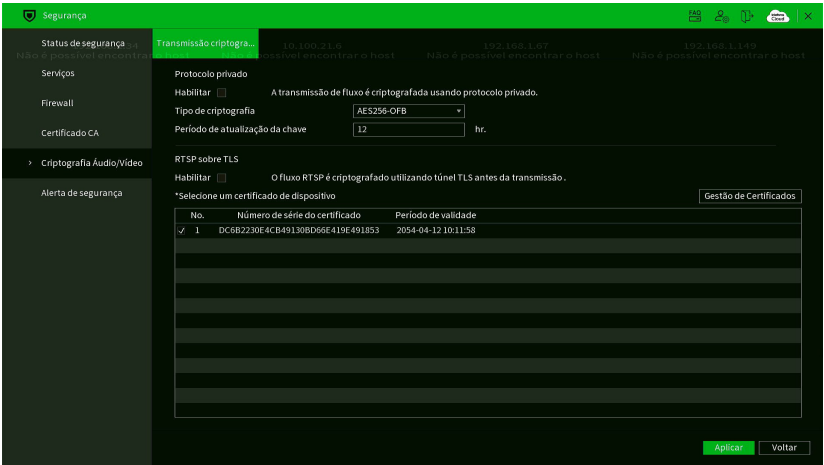 Segurança
FAQ
Cloud
Status de segurança
Transmissão criptogra...
10.100.21.6
192.168.1.67
192.168.1.149
Não é possível encontrar o host
Não é possível encontrar o host
Não é possível encontrar o host
Serviços
Firewall
Certificado CA
> Criptografia Áudio/Vídeo
Alerta de segurança
Protocolo privado
Habilitar A transmissão de fluxo é criptografada usando protocolo privado.
Tipo de criptografia AES256-OFB
Período de atualização da chave 12 hr.
RTSP sobre TLS
Habilitar O fluxo RTSP é criptografado utilizando túnel TLS antes da transmissão .
*Selecione um certificado de dispositivo Gestão de Certificados
No. Número de série do certificado Período de validade
1 DC6B2230E4CB49130BD66E419E491853 2054-04-12 10:11:58
Aplicar Voltar